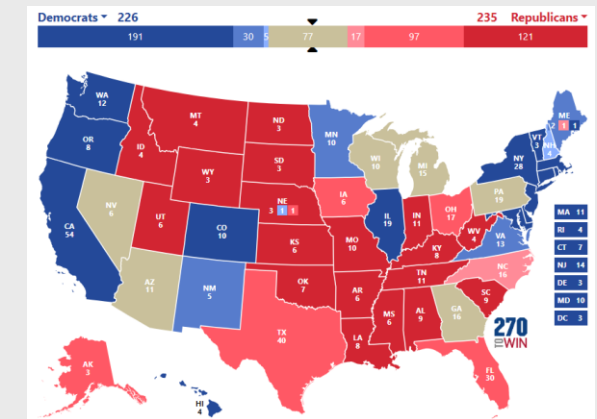 Democrats 226
235 Republicans
191 30 5 77 17 97 121
WA
12
OR
8
CA
54
NV
6
ID
4
MT
4
WY
3
UT
6
AZ
11
CO
10
NM
5
ND
3
SD
3
NE
3 1 1
KS
6
OK
7
TX
40
MN
10
IA
6
MO
10
AR
6
LA
8
WI
10
IL
19
MI
15
IN
11
OH
17
KY
8
TN
11
MS
6
AL
9
GA
16
FL
30
SC
9
NC
16
VA
13
WV
4
PA
19
NY
28
VT
3
NH
4
ME
2 1 1
MA 11
RI 4
CT 7
NJ 14
DE 3
MD 10
DC 3
AK
3
HI
4
270
TO WIN